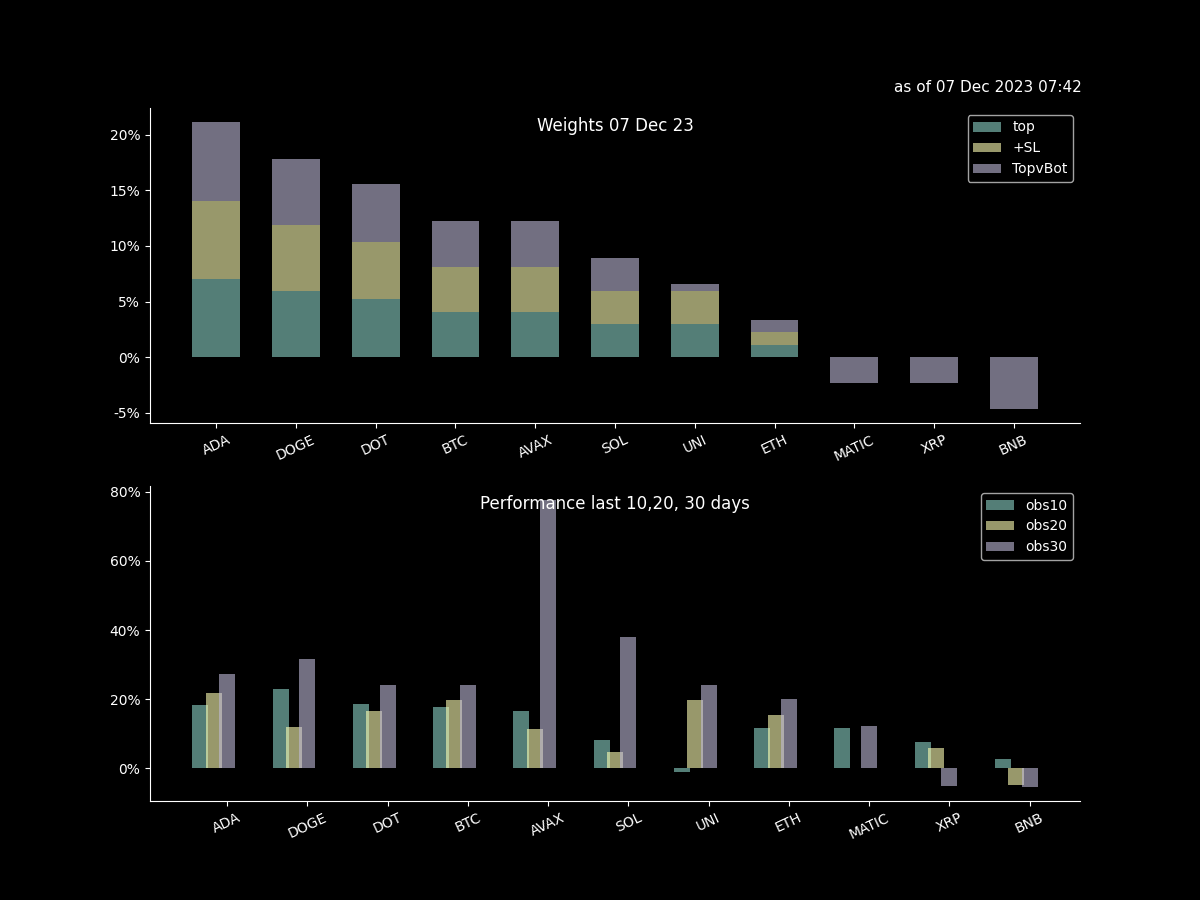 as of 07 Dec 2023 07:42
Weights 07 Dec 23
top
+SL
TopvBot
20%
15%
10%
5%
0%
-5%
ADA DOGE DOT BTC AVAX SOL UNI ETH MATIC XRP BNB
Performance last 10,20, 30 days
obs10
obs20
obs30
80%
60%
40%
20%
0%
ADA DOGE DOT BTC AVAX SOL UNI ETH MATIC XRP BNB